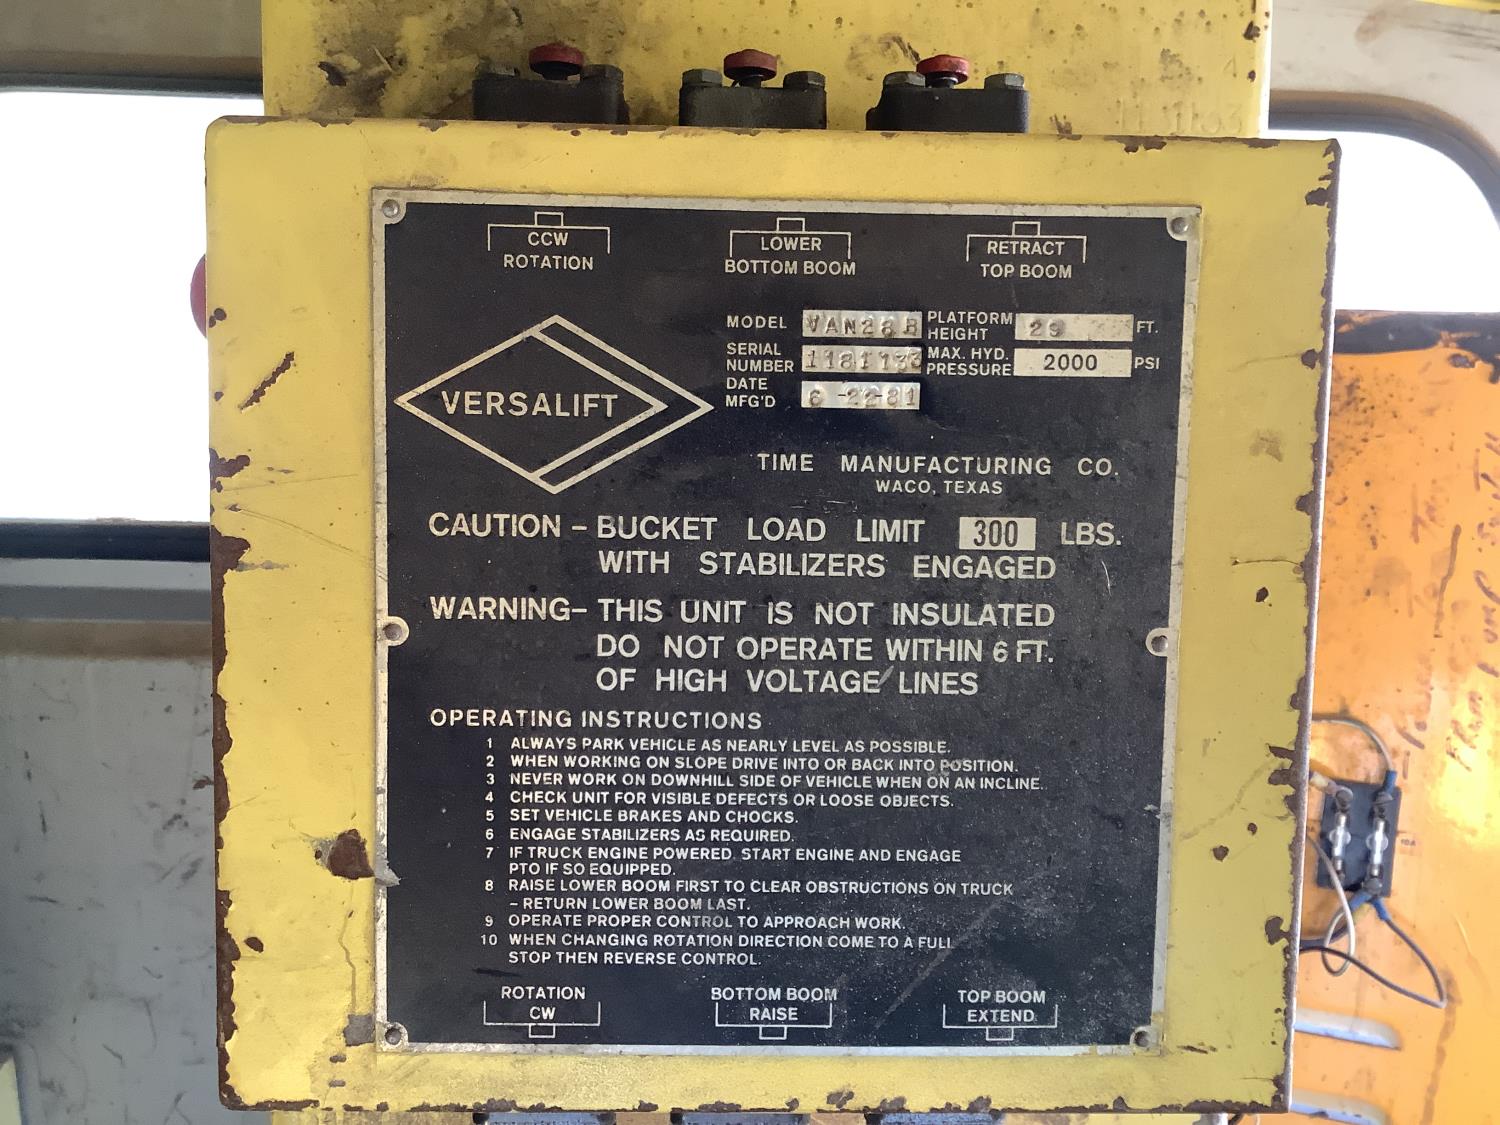 CCW
ROTATION
LOWER
BOTTOM BOOM
RETRACT
TOP BOOM
MODEL VAN28B PLATFORM HEIGHT 29 FT.
SERIAL NUMBER 1181133 MAX. HYD. PRESSURE 2000 PSI
DATE MFG'D 6-22-81
VERSALIFT
TIME MANUFACTURING CO.
WACO, TEXAS
CAUTION – BUCKET LOAD LIMIT 300 LBS.
WITH STABILIZERS ENGAGED
WARNING – THIS UNIT IS NOT INSULATED
DO NOT OPERATE WITHIN 6 FT.
OF HIGH VOLTAGE LINES
OPERATING INSTRUCTIONS
1 ALWAYS PARK VEHICLE AS NEARLY LEVEL AS POSSIBLE.
2 WHEN WORKING ON SLOPE DRIVE INTO OR BACK INTO POSITION.
3 NEVER WORK ON DOWNHILL SIDE OF VEHICLE WHEN ON AN INCLINE.
4 CHECK UNIT FOR VISIBLE DEFECTS OR LOOSE OBJECTS.
5 SET VEHICLE BRAKES AND CHOCKS.
6 ENGAGE STABILIZERS AS REQUIRED.
7 IF TRUCK ENGINE POWERED START ENGINE AND ENGAGE
PTO IF SO EQUIPPED.
8 RAISE LOWER BOOM FIRST TO CLEAR OBSTRUCTIONS ON TRUCK
– RETURN LOWER BOOM LAST.
9 OPERATE PROPER CONTROL TO APPROACH WORK.
10 WHEN CHANGING ROTATION DIRECTION COME TO A FULL
STOP THEN REVERSE CONTROL.
ROTATION
CW
BOTTOM BOOM
RAISE
TOP BOOM
EXTEND